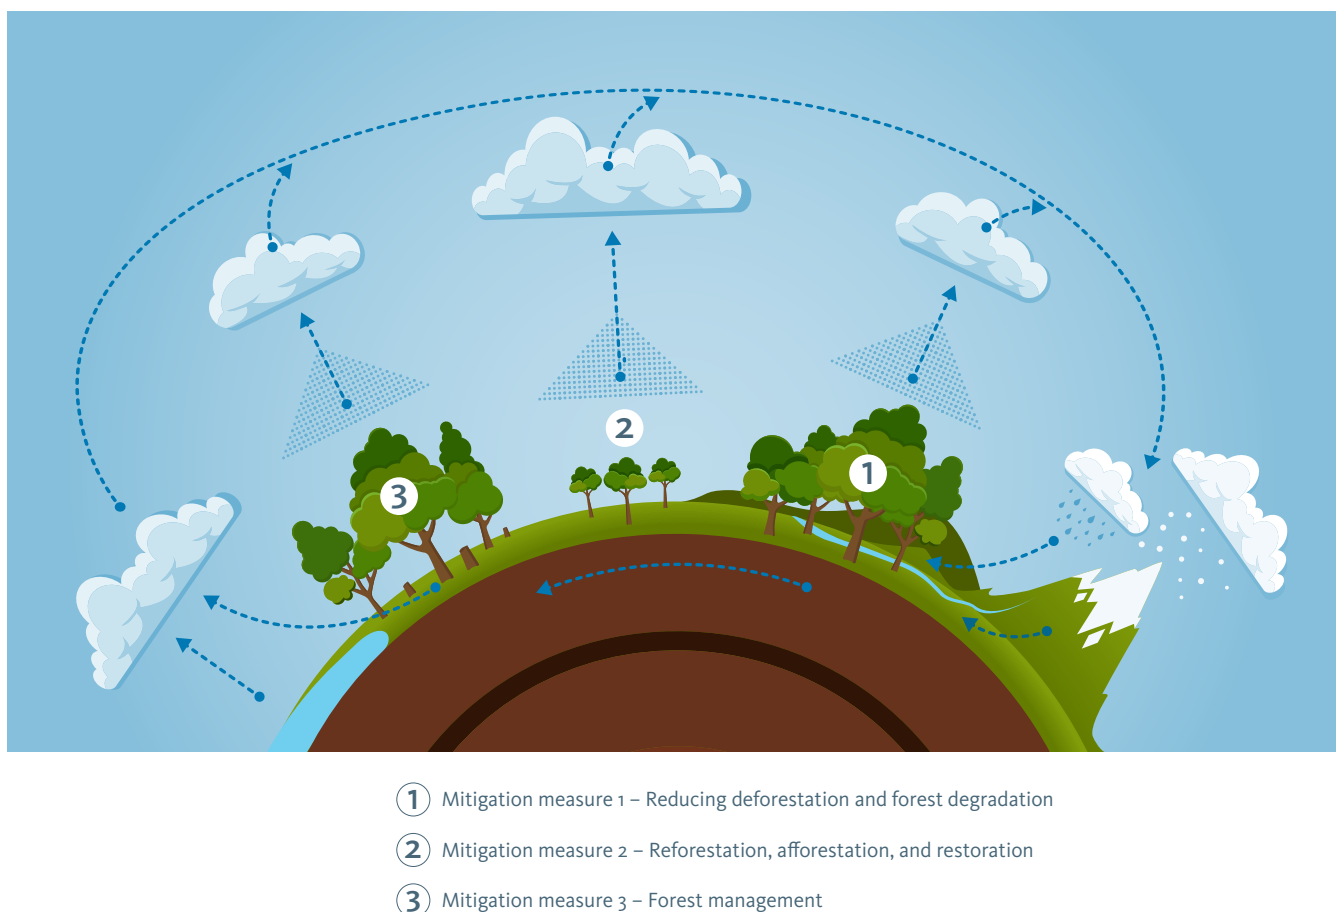 2
3
1
1 Mitigation measure 1 – Reducing deforestation and forest degradation
2 Mitigation measure 2 – Reforestation, afforestation, and restoration
3 Mitigation measure 3 – Forest management